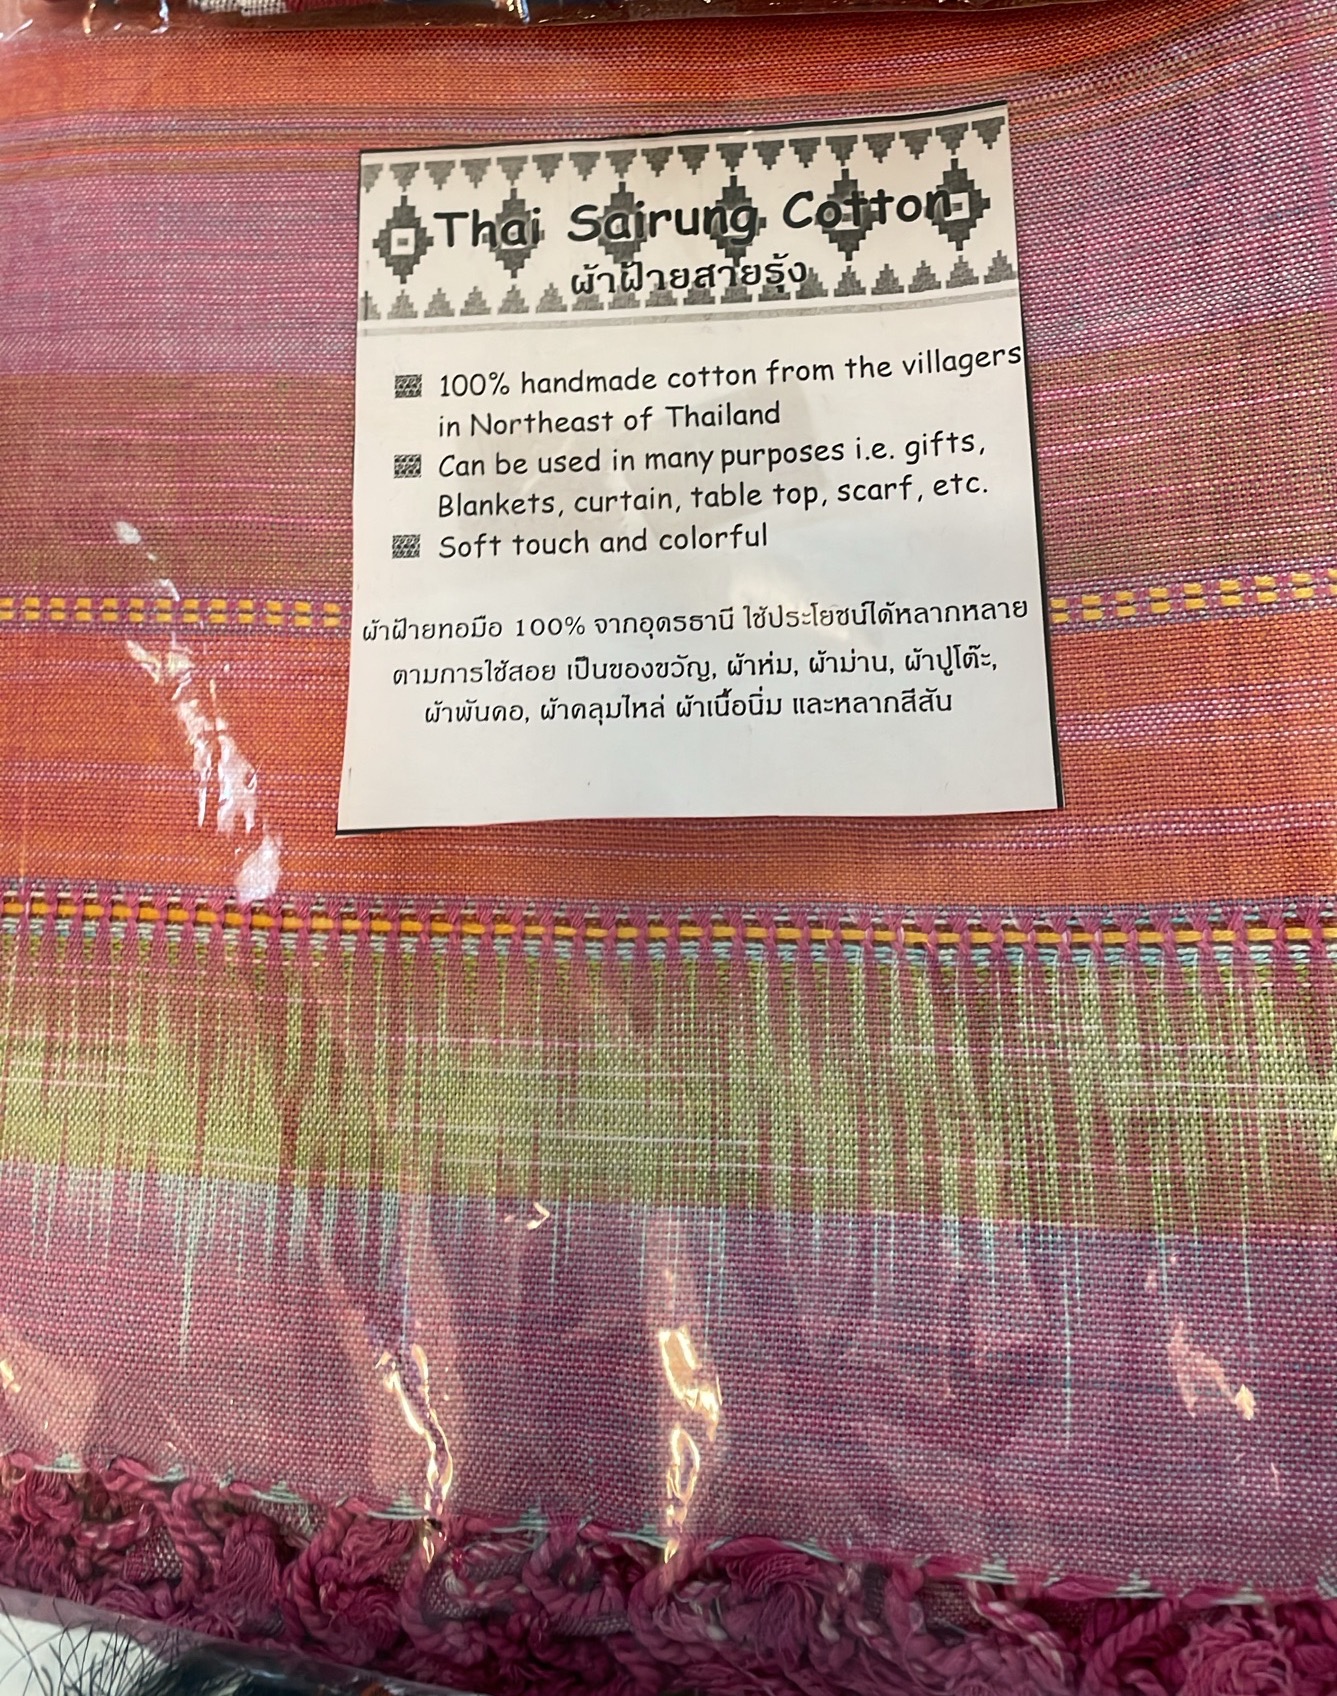 Thai Sairung Cotton
ผ้าฝ้ายสายรุ้ง
100% handmade cotton from the villagers
in Northeast of Thailand
Can be used in many purposes i.e. gifts,
Blankets, curtain, table top, scarf, etc.
Soft touch and colorful
ผ้าฝ้ายทอมือ 100% จากอุดรธานี ใช้ประโยชน์ได้หลากหลาย
ตามการใช้สอย เป็นของขวัญ, ผ้าห่ม, ผ้าม่าน, ผ้าปูโต๊ะ,
ผ้าพันคอ, ผ้าคลุมไหล่ ผ้าเนื้อนิ่ม และหลากสีสัน